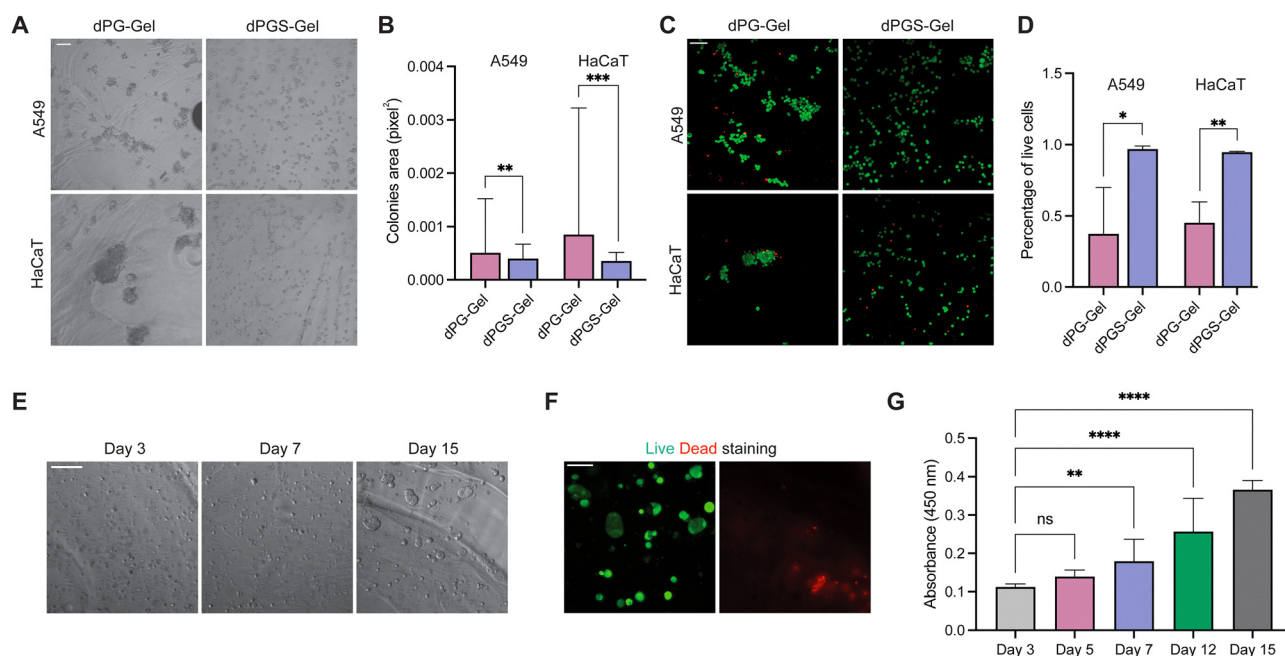 A
dPG-Gel
dPGS-Gel
A549
HaCaT
B
A549
HaCaT
Colonies area (pixel²)
0.004
0.003
0.002
0.001
0.000
**
***
dPG-Gel
dPGS-Gel
dPG-Gel
dPGS-Gel
C
dPG-Gel
dPGS-Gel
A549
HaCaT
D
A549
HaCaT
Percentage of live cells
1.5
1.0
0.5
0.0
*
**
dPG-Gel
dPGS-Gel
dPG-Gel
dPGS-Gel
E
Day 3
Day 7
Day 15
F
Live Dead staining
G
Absorbance (450 nm)
0.5
0.4
0.3
0.2
0.1
0.0
****
****
**
ns
Day 3
Day 5
Day 7
Day 12
Day 15